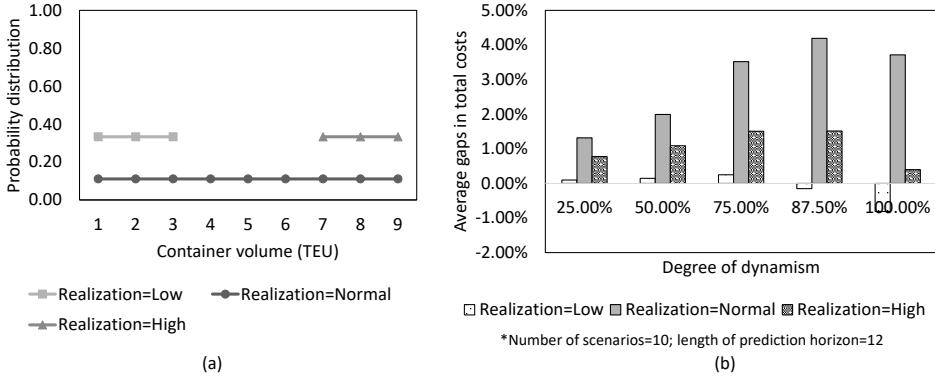 1.00
0.80
0.60
0.40
0.20
0.00
Probability distribution
1 2 3 4 5 6 7 8 9
Container volume (TEU)
Realization=Low Realization=Normal
Realization=High
(a)
5.00%
4.00%
3.00%
2.00%
1.00%
0.00%
-1.00%
-2.00%
Average gaps in total costs
25.00% 50.00% 75.00% 87.50% 100.00%
Degree of dynamism
Realization=Low Realization=Normal Realization=High
*Number of scenarios=10; length of prediction horizon=12
(b)